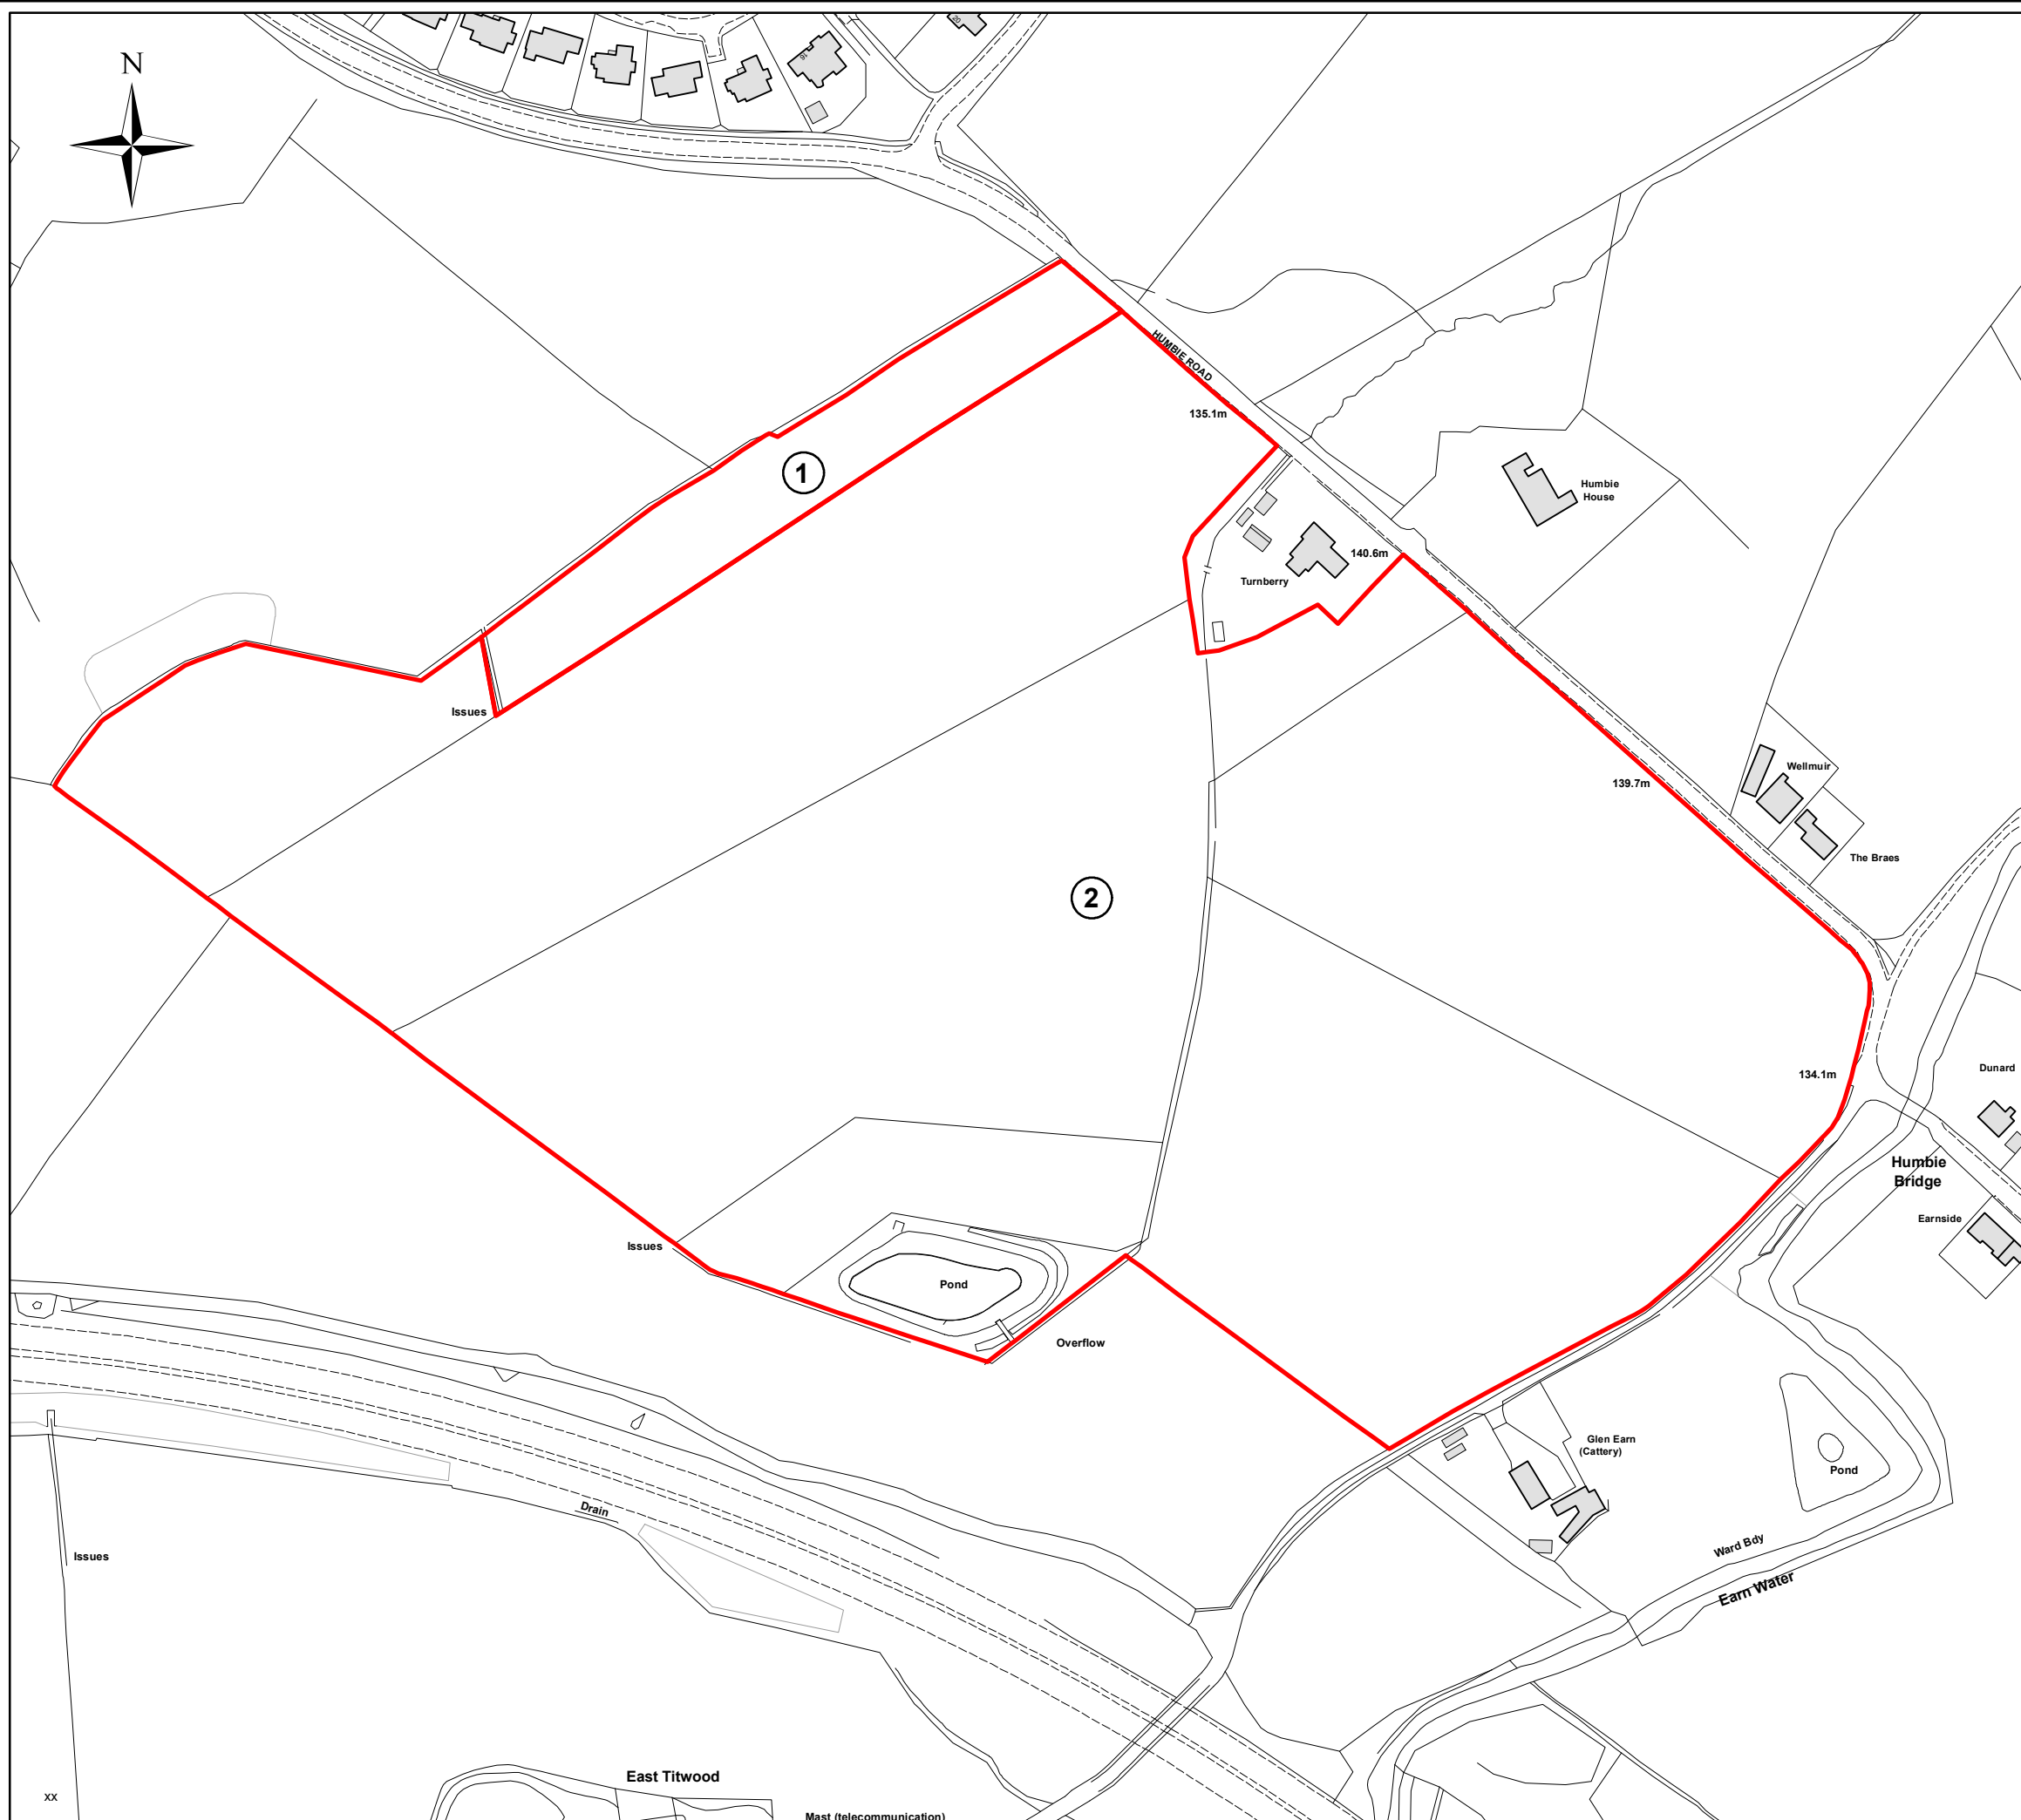 20
N
16
HUMBIE ROAD
135.1m
1
Humbie
House
140.6m
Turnberry
Issues
Wellmuir
139.7m
The Braes
2
Dunard
134.1m
Humbie
Bridge
Earnside
Issues
Pond
Overflow
Glen Earn
(Cattery)
Pond
Drain
Ward Bdy
Issues
Earn Water
East Titwood
xx
Mast (telecommunication)